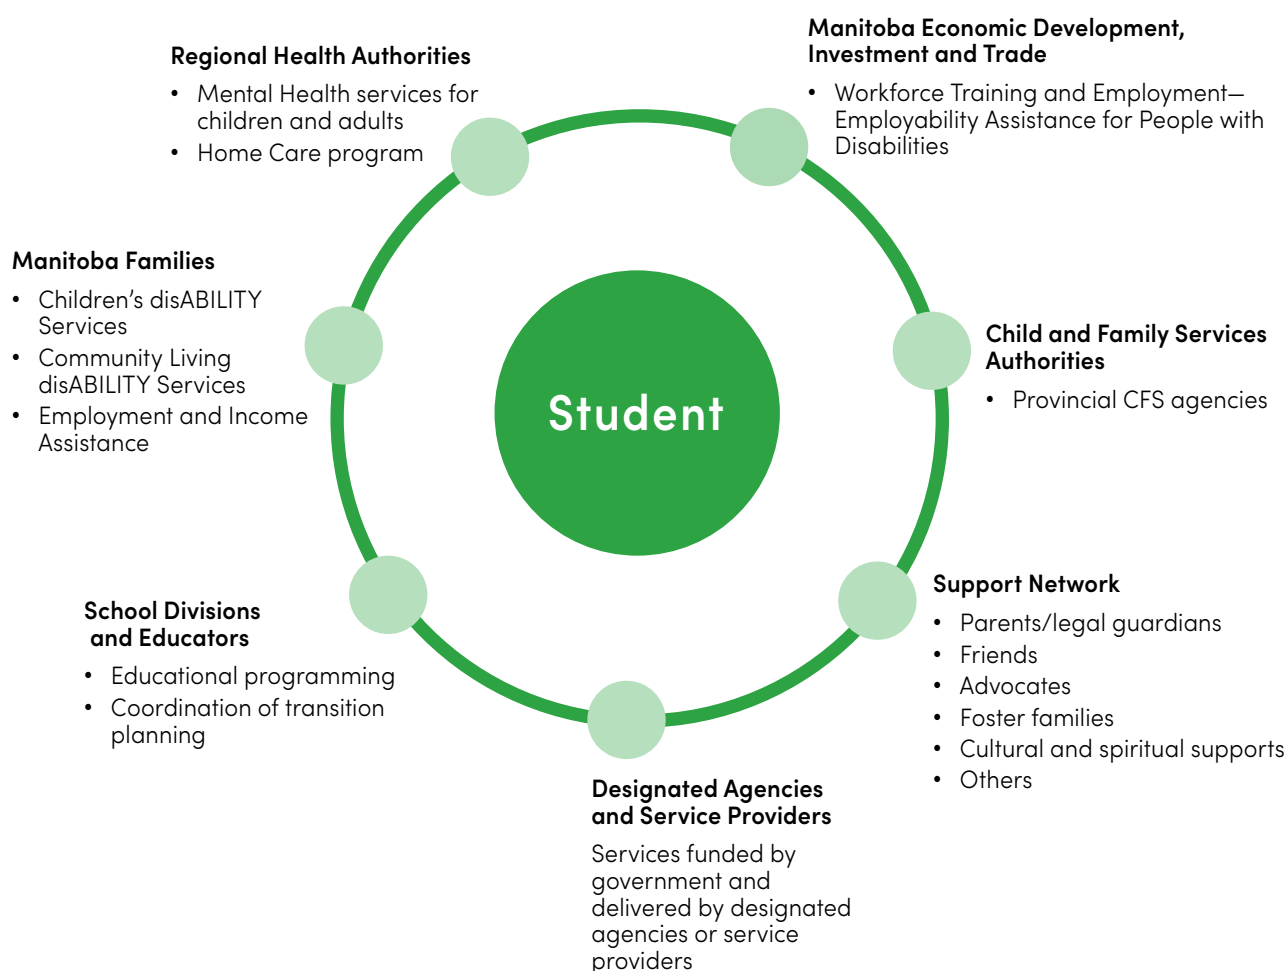 Regional Health Authorities
• Mental Health services for
children and adults
• Home Care program
Manitoba Economic Development,
Investment and Trade
• Workforce Training and Employment—
Employability Assistance for People with
Disabilities
Manitoba Families
• Children’s disABILITY
Services
• Community Living
disABILITY Services
• Employment and Income
Assistance
Student
Child and Family Services
Authorities
• Provincial CFS agencies
School Divisions
and Educators
• Educational programming
• Coordination of transition
planning
Support Network
• Parents/legal guardians
• Friends
• Advocates
• Foster families
• Cultural and spiritual supports
• Others
Designated Agencies
and Service Providers
Services funded by
government and
delivered by designated
agencies or service
providers